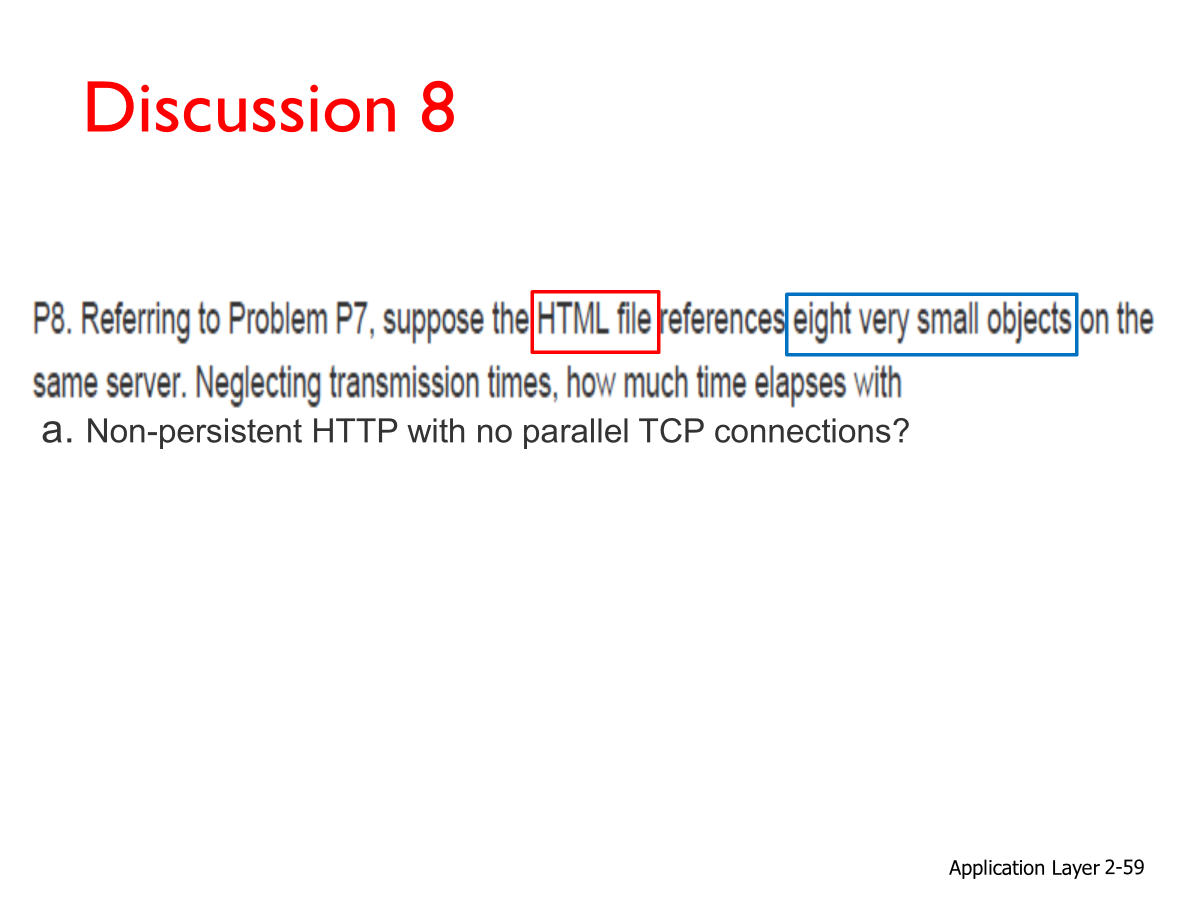 Discussion 8
P8. Referring to Problem P7, suppose the HTML file references eight very small objects on the
same server. Neglecting transmission times, how much time elapses with
a. Non-persistent HTTP with no parallel TCP connections?
Application Layer 2-59